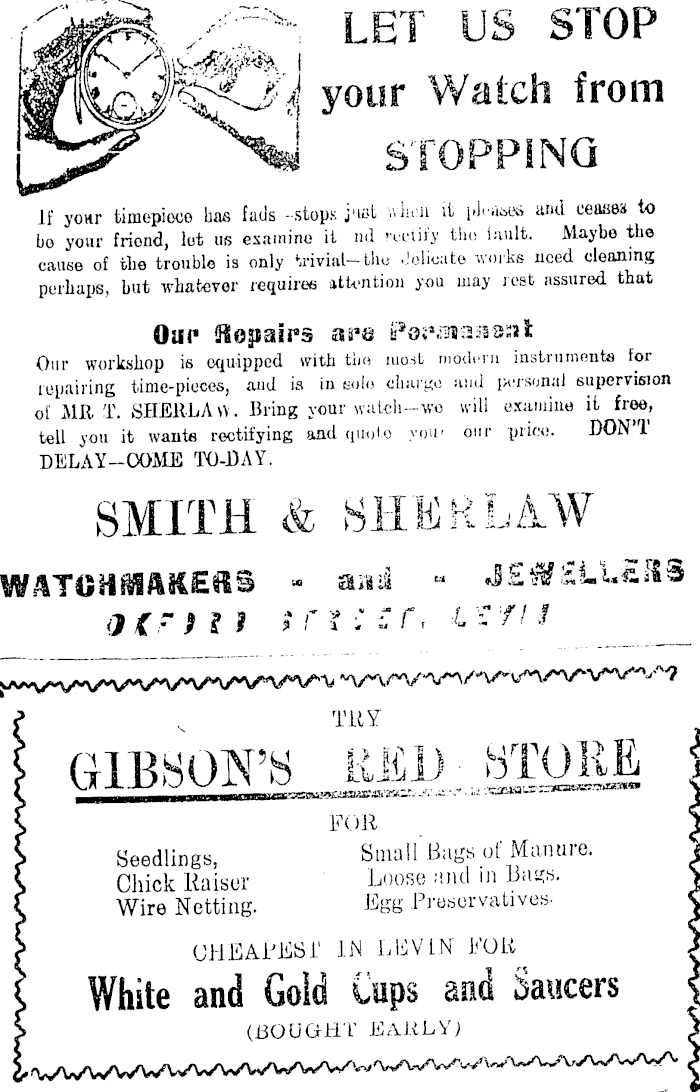 LET US STOP
your Watch from
STOPPING
If your timepiece has fads -stops just when it pleases and ceases to
be your friend, let us examine it nd rectify the fault. Maybe the
cause of the trouble is only trivial—the delicate works need cleaning
perhaps, but whatever requires attention you may rest assured that
Our Repairs are Permanent
Our workshop is equipped with the most modern instruments for
repairing time-pieces, and is in sole charge and personal supervision
of MR T. SHERLAW. Bring your watch—we will examine it free,
tell you it wants rectifying and quote your our price. DON'T
DELAY—COME TO-DAY.
SMITH & SHERLAW
WATCHMAKERS - and - JEWELLERS
OXFORD STREET, LEVIN
TRY
GIBSON'S RED STORE
FOR
Seedlings,
Chick Raiser
Wire Netting.
Small Bags of Manure.
Loose and in Bags.
Egg Preservatives.
CHEAPEST IN LEVIN FOR
White and Gold Cups and Saucers
(BOUGHT EARLY)